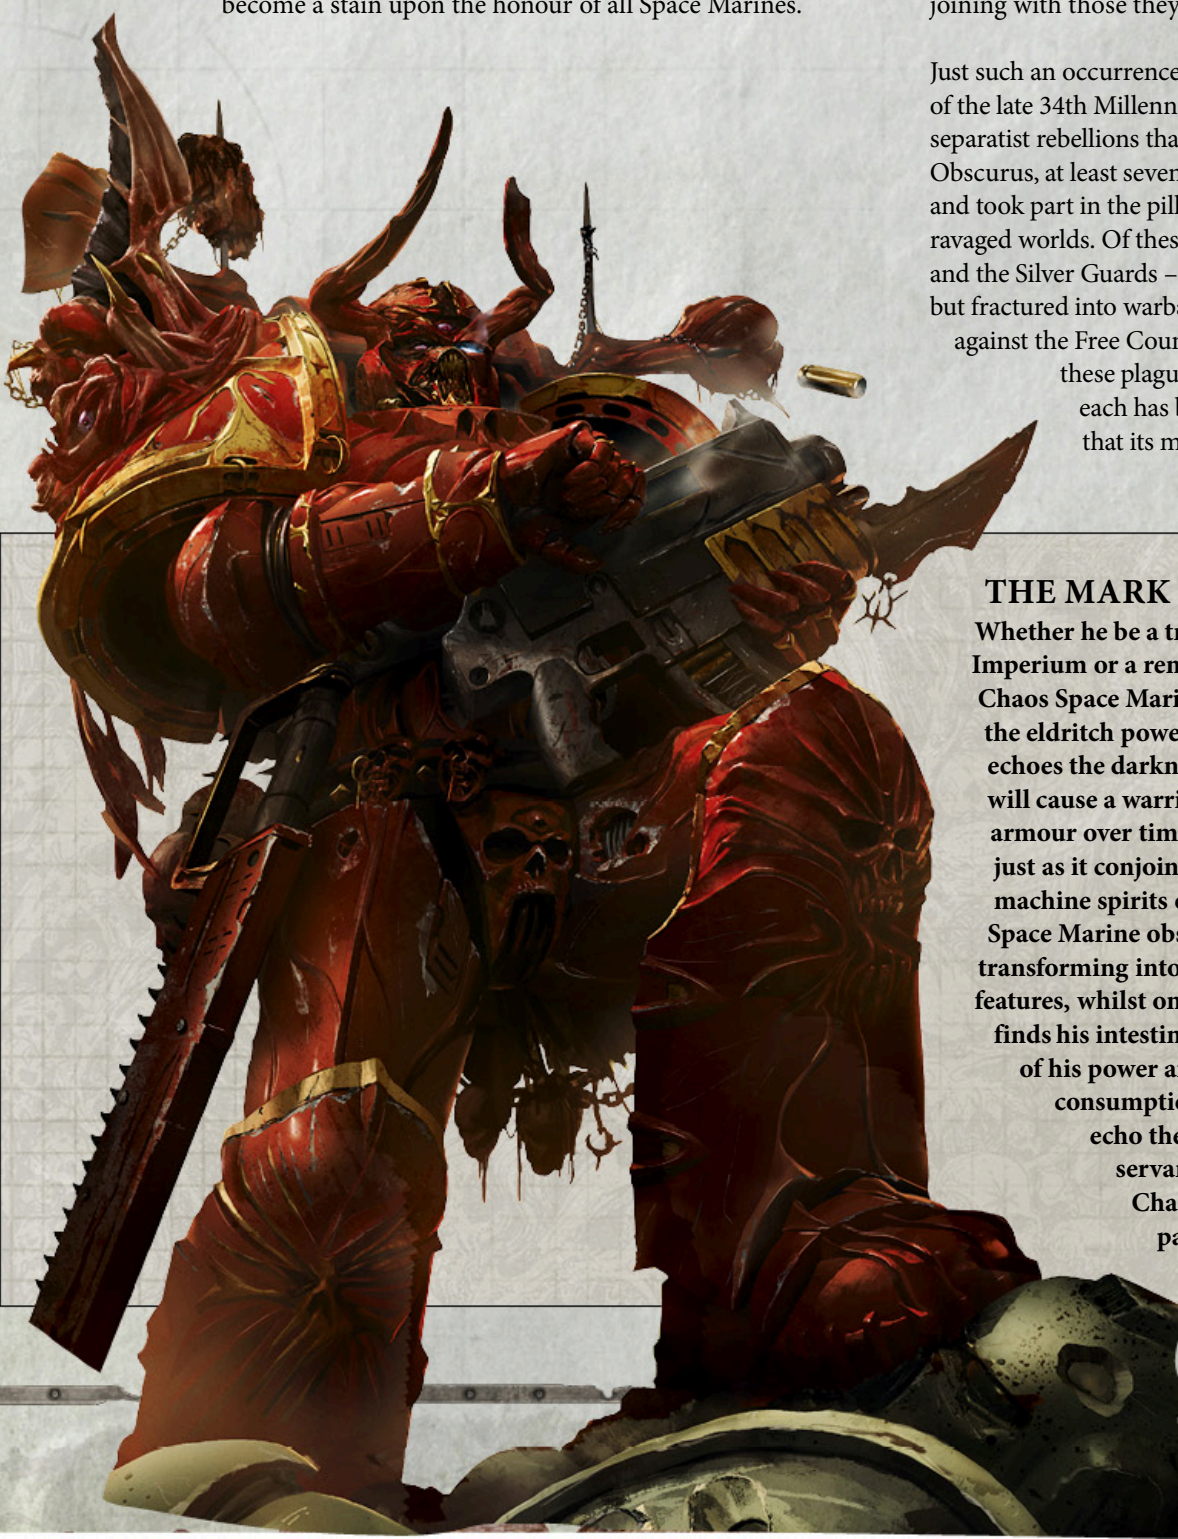 become a stain upon the honour of all Space Marines.
joining with those they
Just such an occurrence
of the late 34th Millenn
separatist rebellions tha
Obscurus, at least seven
and took part in the pill
ravaged worlds. Of thes
and the Silver Guards –
but fractured into warba
against the Free Cour
these plagu
each has b
that its m
THE MARK
Whether he be a tr
Imperium or a ren
Chaos Space Mari
the eldritch powe
echoes the darkn
will cause a warri
armour over tim
just as it conjoin
machine spirits o
Space Marine obs
transforming into
features, whilst on
finds his intestin
of his power a
consumptio
echo the
serva
Cha
pa